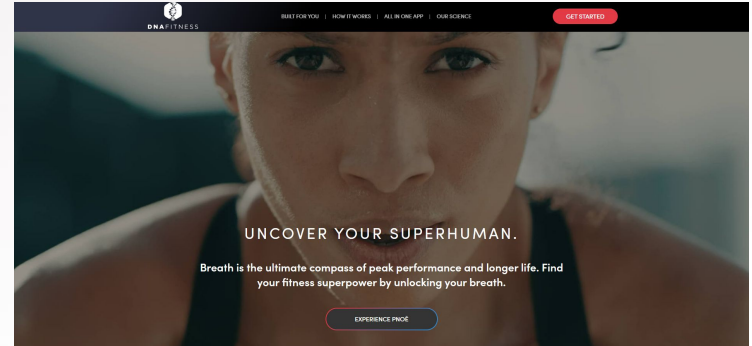 DNAFITNESS
BUILT FOR YOU | HOW IT WORKS | ALL IN ONE APP | OUR SCIENCE
GET STARTED
UNCOVER YOUR SUPERHUMAN.
Breath is the ultimate compass of peak performance and longer life. Find
your fitness superpower by unlocking your breath.
EXPERIENCE PNOĒ